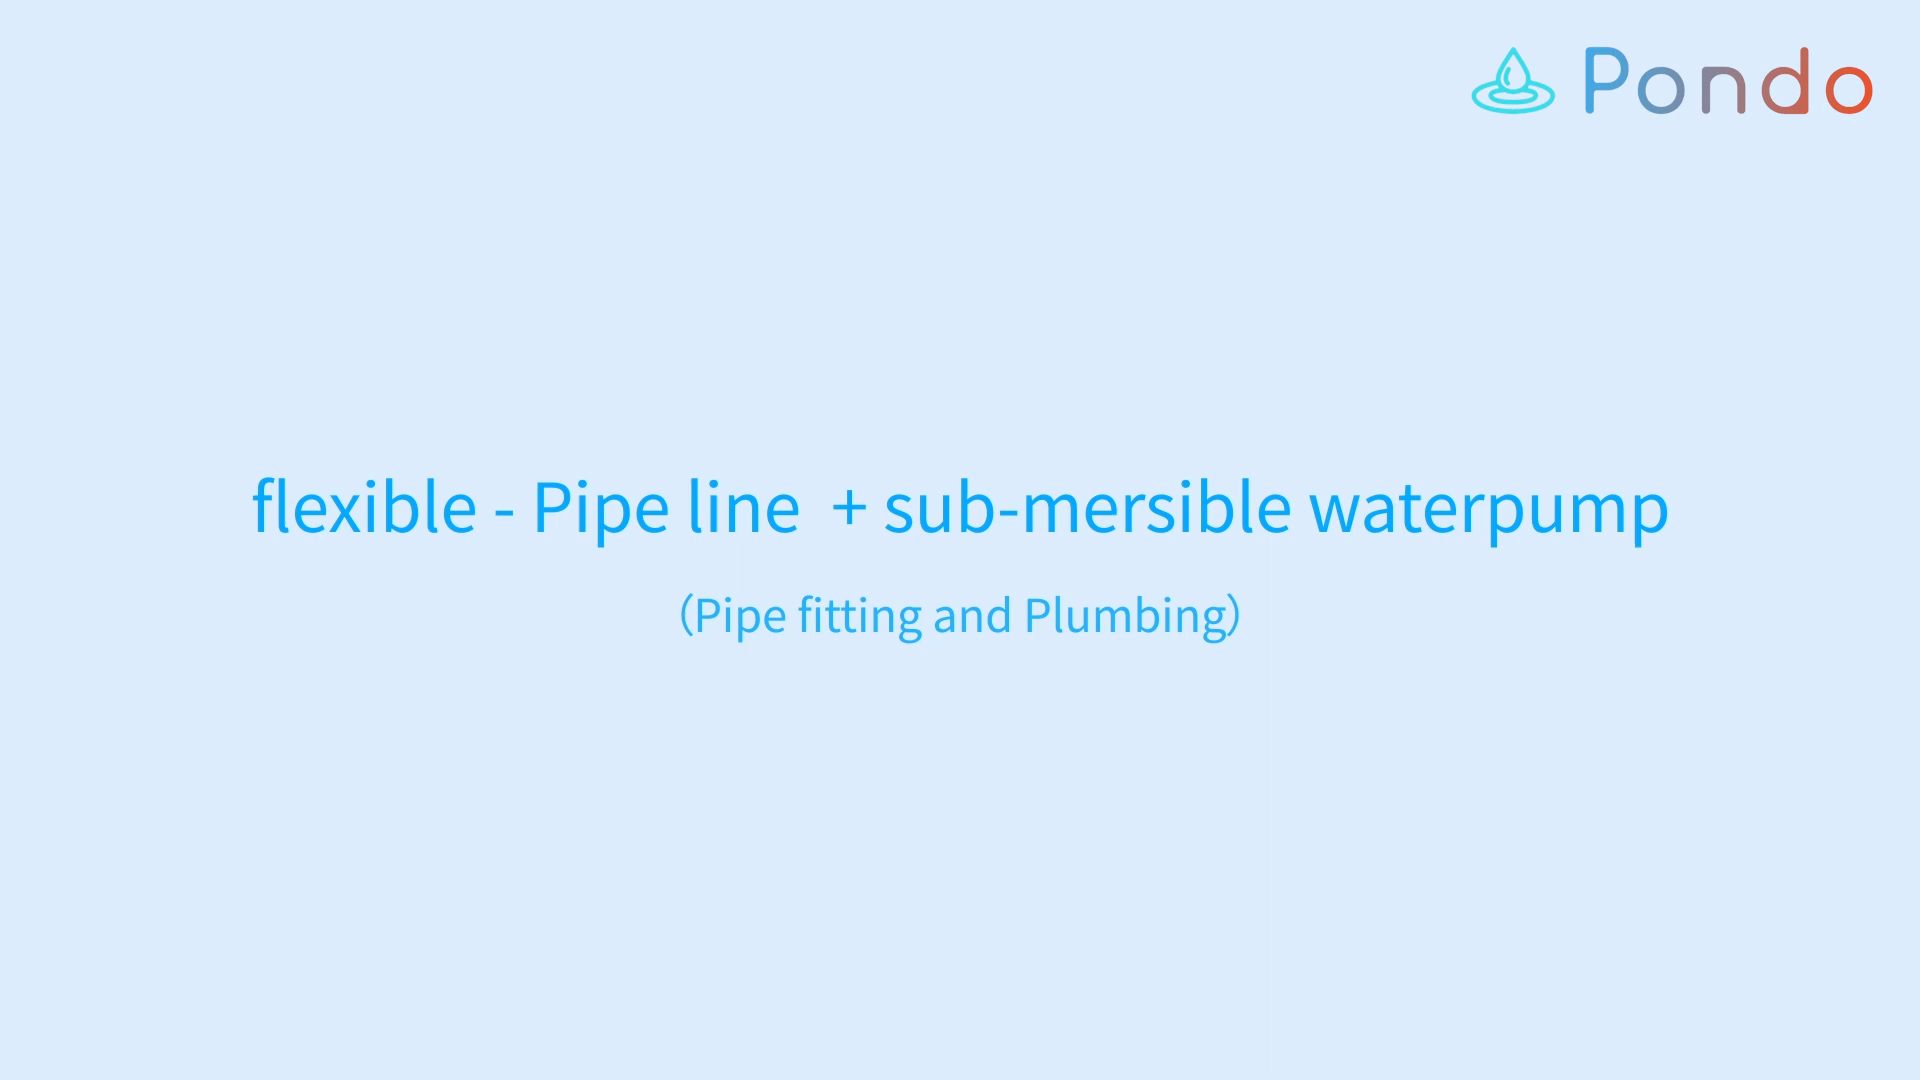 Pondo
flexible - Pipe line  + sub-mersible waterpump
（Pipe fitting and Plumbing）